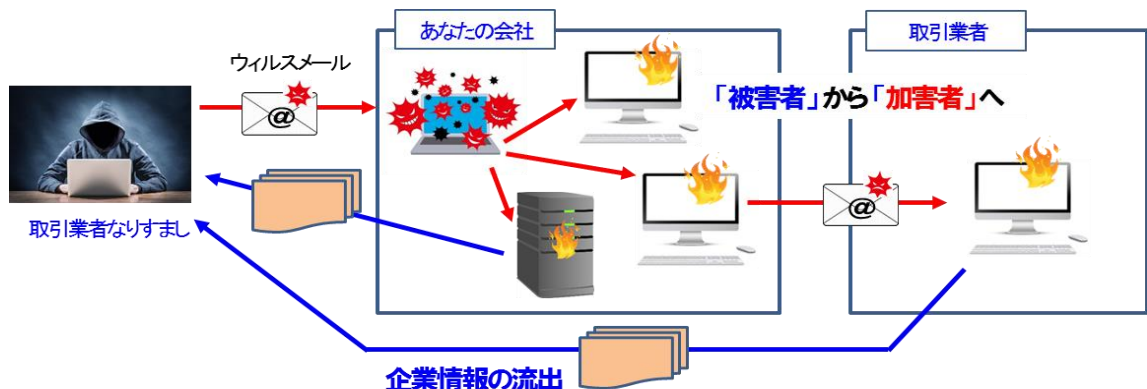 あなたの会社
取引業者
ウィルスメール
@
「被害者」から「加害者」へ
@
取引業者なりすまし
企業情報の流出